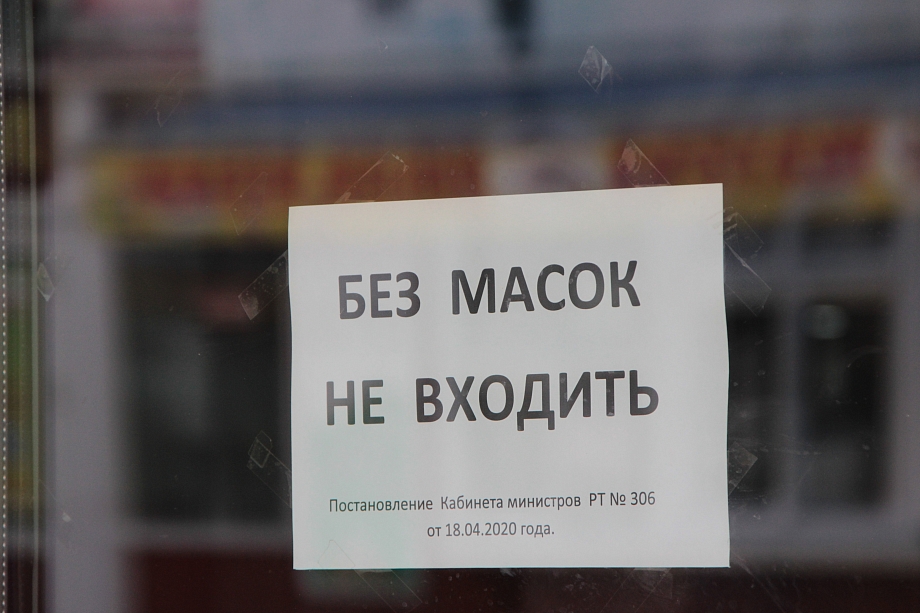 БЕЗ МАСОК
НЕ ВХОДИТЬ
Постановление Кабинета министров РТ № 306
от 18.04.2020 года.